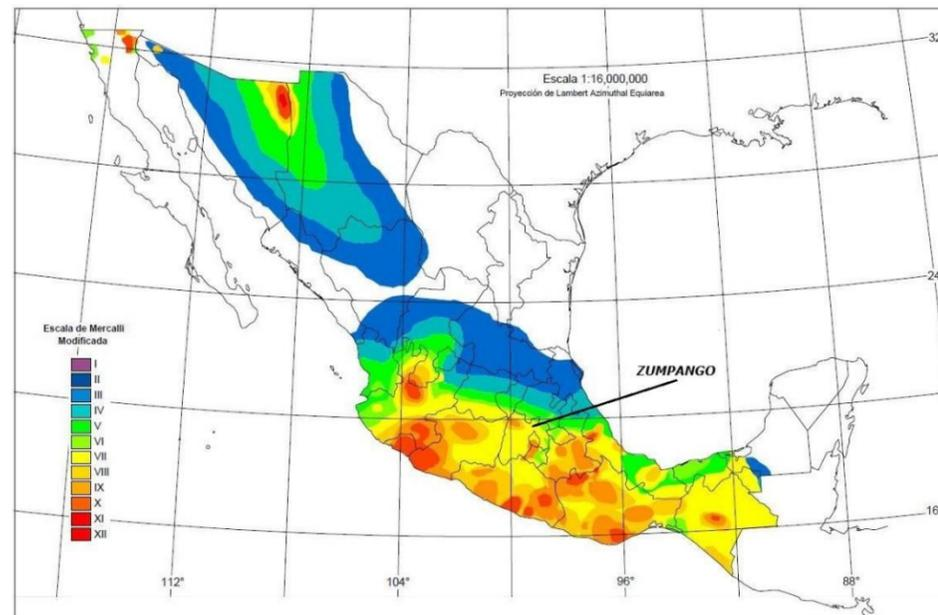 Escala 1:16,000,000
Proyección de Lambert Azimuthal Equiarea
32
24
ZUMPANGO
Escala de Mercalli
Modificada
I
II
III
IV
V
VI
VII
VIII
IX
X
XI
XII
16
112°
104°
96°
88°